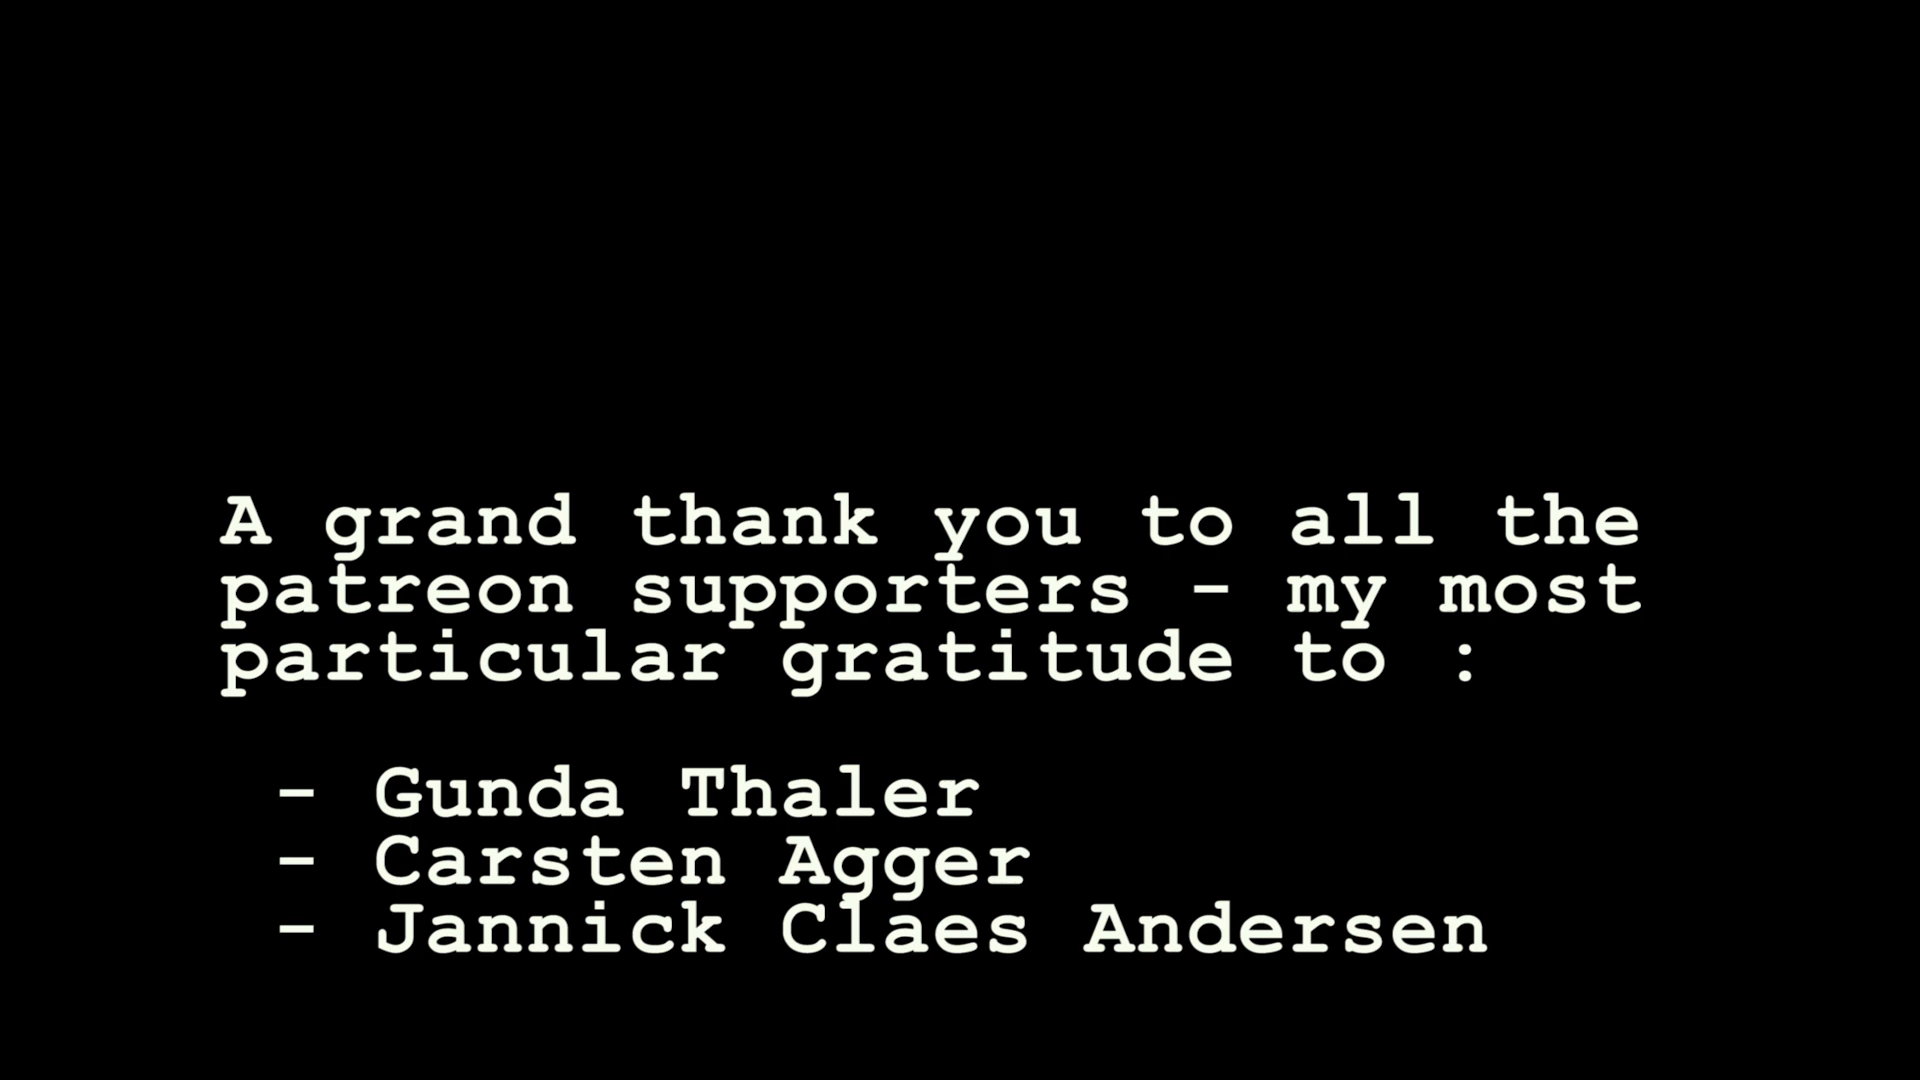 A grand thank you to all the
patreon supporters - my most
particular gratitude to :
- Gunda Thaler
- Carsten Agger
- Jannick Claes Andersen